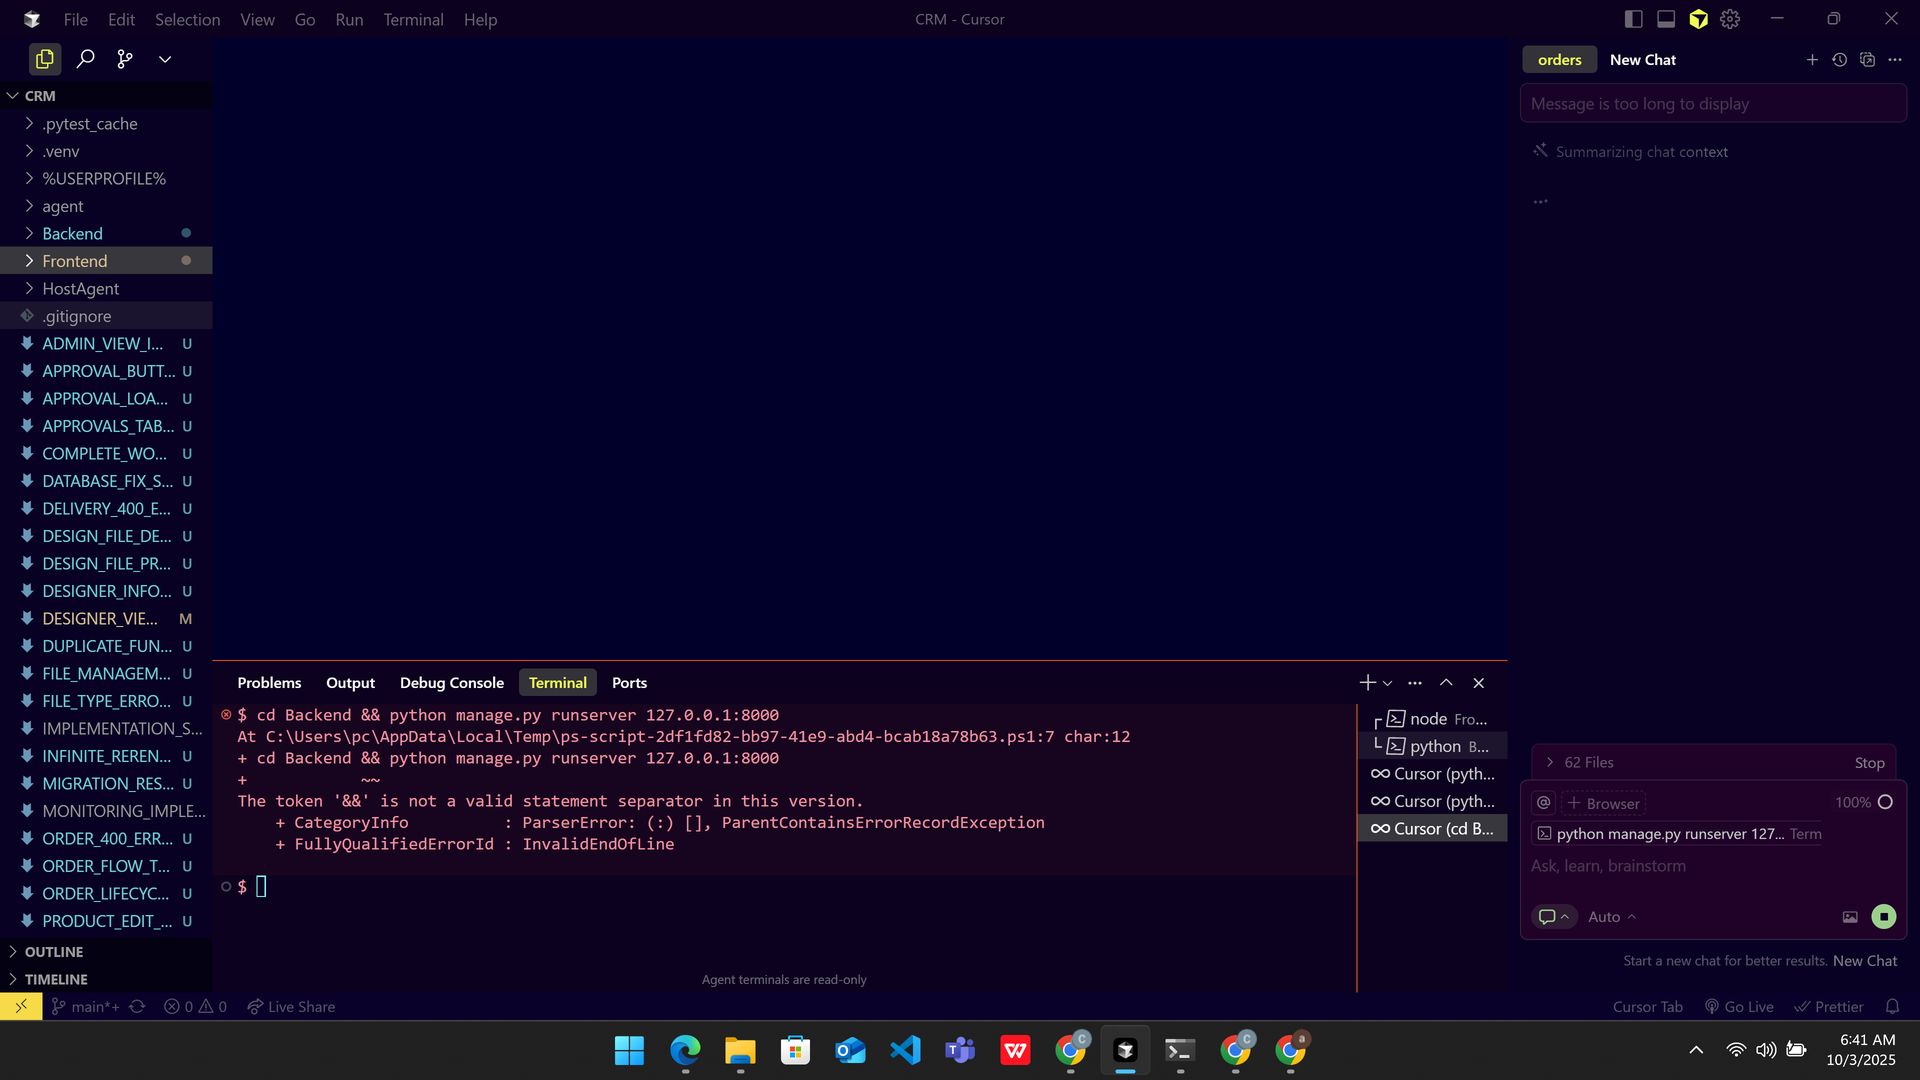 File Edit Selection View Go Run Terminal Help
CRM - Cursor
CRM
.pytest_cache
.venv
%USERPROFILE%
agent
Backend
Frontend
HostAgent
.gitignore
ADMIN_VIEW_I... U
APPROVAL_BUTT... U
APPROVAL_LOA... U
APPROVALS_TAB... U
COMPLETE_WO... U
DATABASE_FIX_S... U
DELIVERY_400_E... U
DESIGN_FILE_DE... U
DESIGN_FILE_PR... U
DESIGNER_INFO... U
DESIGNER_VIE... M
DUPLICATE_FUN... U
FILE_MANAGEM... U
FILE_TYPE_ERRO... U
IMPLEMENTATION_S...
INFINITE_REREN... U
MIGRATION_RES... U
MONITORING_IMPLE...
ORDER_400_ERR... U
ORDER_FLOW_T... U
ORDER_LIFECYC... U
PRODUCT_EDIT_... U
OUTLINE
TIMELINE
Problems Output Debug Console Terminal Ports
$ cd Backend && python manage.py runserver 127.0.0.1:8000
At C:\Users\pc\AppData\Local\Temp\ps-script-2df1fd82-bb97-41e9-abd4-bcab18a78b63.ps1:7 char:12
+ cd Backend && python manage.py runserver 127.0.0.1:8000
+            ~~
The token '&&' is not a valid statement separator in this version.
    + CategoryInfo          : ParserError: (:) [], ParentContainsErrorRecordException
    + FullyQualifiedErrorId : InvalidEndOfLine
$
Agent terminals are read-only
node Fro...
python B...
Cursor (pyth...
Cursor (pyth...
Cursor (cd B...
orders New Chat
Message is too long to display
Summarizing chat context
...
62 Files Stop
@ + Browser 100%
python manage.py runserver 127... Term
Ask, learn, brainstorm
Auto
Start a new chat for better results. New Chat
main*+ 0 0 Live Share
Cursor Tab Go Live Prettier
6:41 AM
10/3/2025